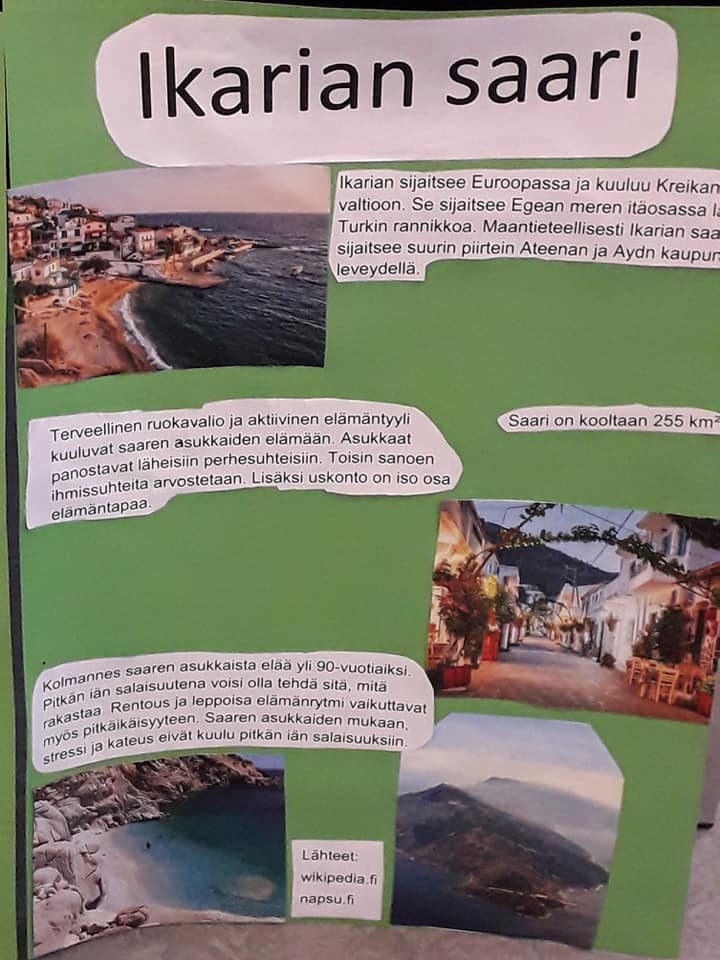 Ikarian saari
Ikarian sijaitsee Euroopassa ja kuuluu Kreikan
valtioon. Se sijaitsee Egean meren itäosassa
Turkin rannikkoa. Maantieteellisesti Ikarian
sijaitsee suurin piirtein Ateenan ja Aydn
leveydellä.
Terveellinen ruokavalio ja aktiivinen elämäntyyli
kuuluvat saaren asukkaiden elämään. Asukkaat
panostavat läheisiin perhesuhteisiin. Toisin sanoen
ihmissuhteita arvostetaan. Lisäksi uskonto on iso osa
elämäntapaa.
Saari on kooltaan 255 km²
Kolmannes saaren asukkaista elää yli 90-vuotiaiksi.
Pitkän iän salaisuutena voisi olla tehdä sitä, mitä
rakastaa. Rentous ja leppoisa elämänrytmi vaikuttavat
myös pitkäikäisyyteen. Saaren asukkaiden mukaan,
stressi ja kateus eivät kuulu pitkän iän salaisuuksiin.
Lähteet:
wikipedia.fi
napsu.fi